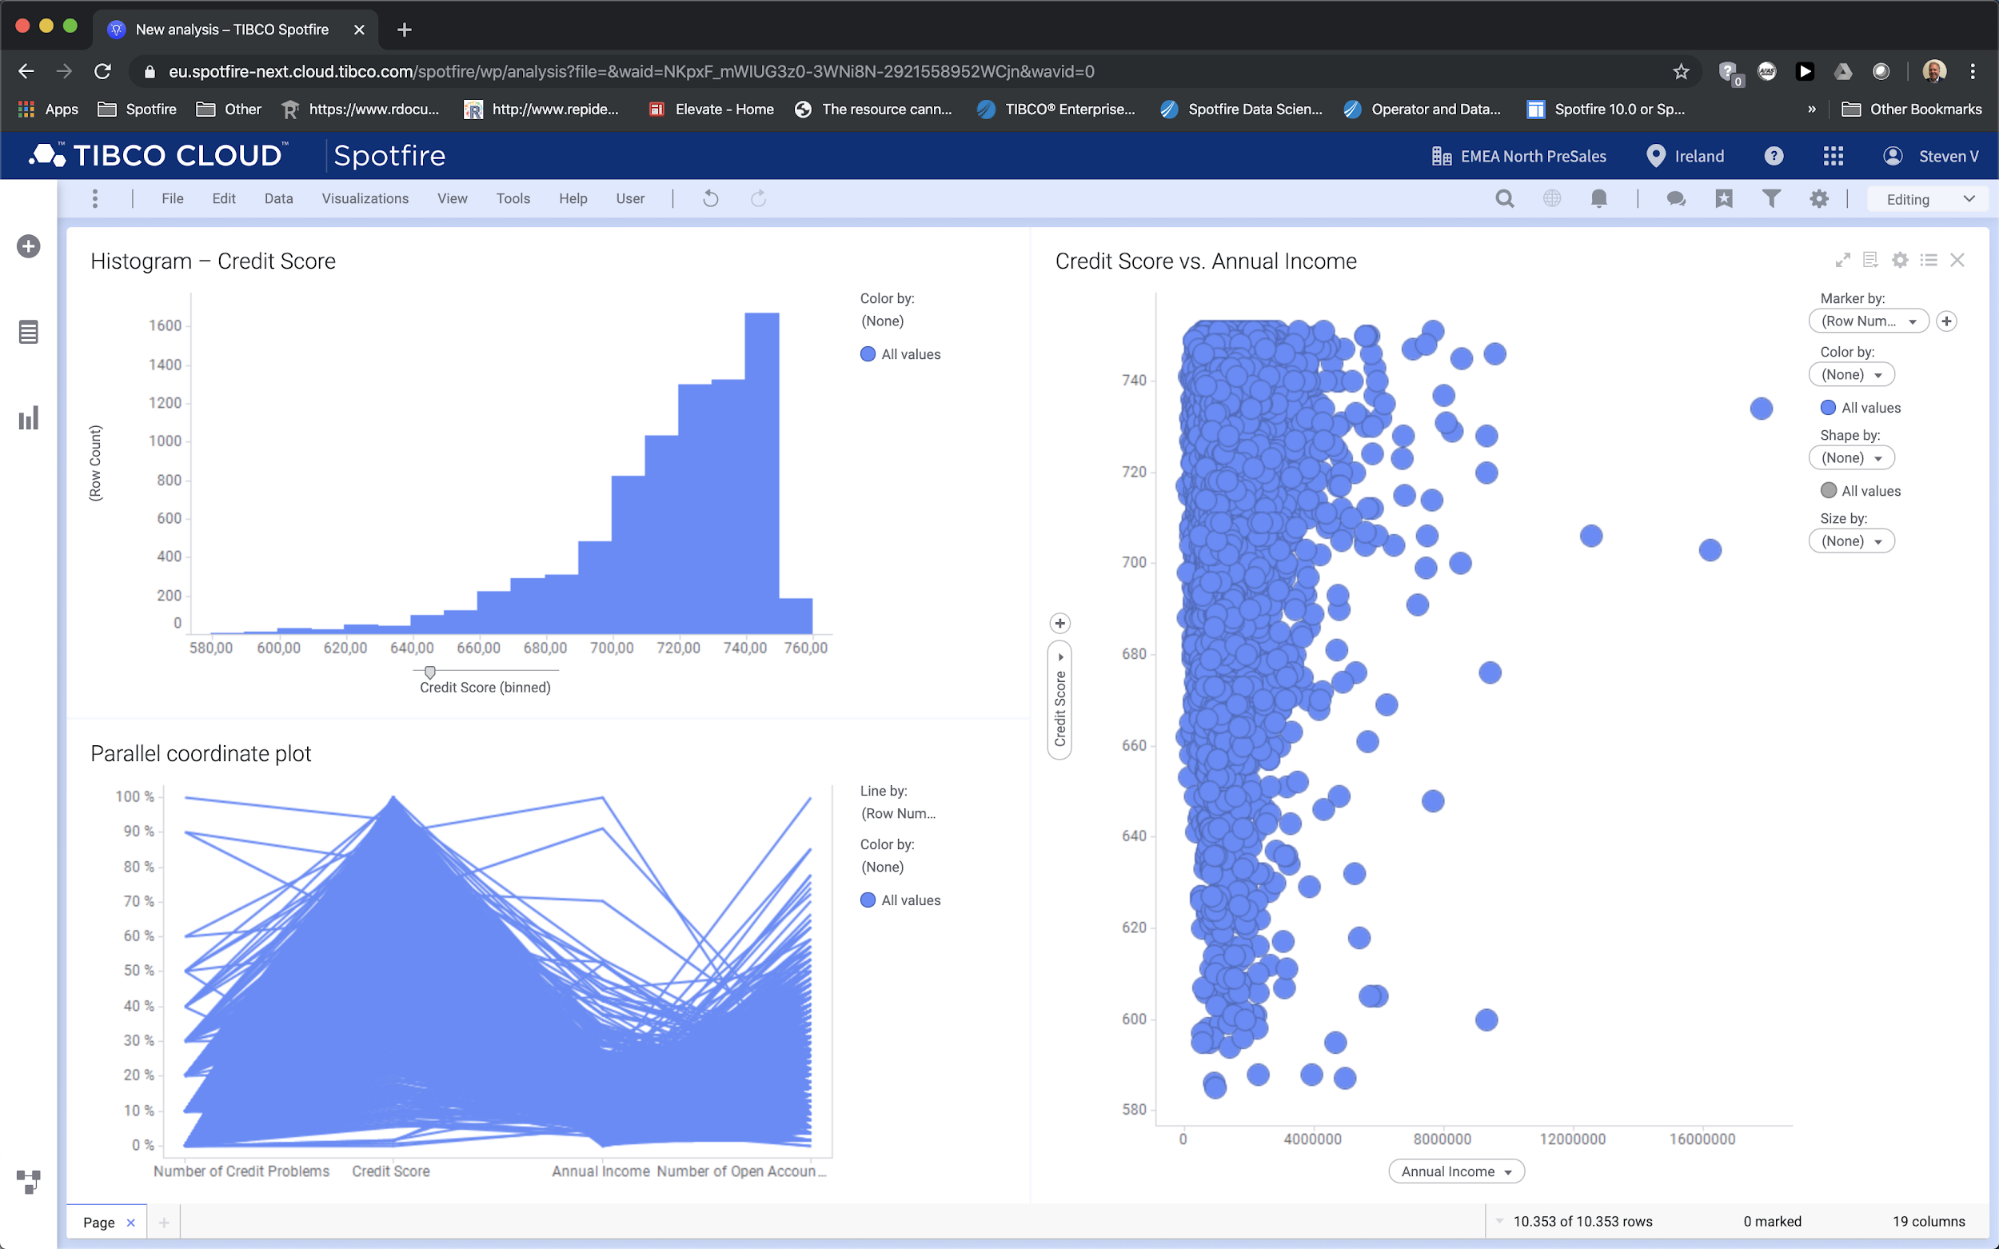 New analysis – TIBCO Spotfire
eu.spotfire-next.cloud.tibco.com/spotfire/wp/analysis?file=&waid=NKpxF_mWIUG3z0-3WNi8N-2921558952WCjn&wavid=0
0
Apps
Spotfire
Other
https://www.rdocu...
http://www.repide...
Elevate - Home
The resource cann...
TIBCO® Enterprise...
Spotfire Data Scien...
Operator and Data...
Spotfire 10.0 or Sp...
»
Other Bookmarks
TIBCO CLOUD™
Spotfire
EMEA North PreSales
Ireland
?
Steven V
File
Edit
Data
Visualizations
View
Tools
Help
User
Editing
Histogram – Credit Score
(Row Count)
1600
1400
1200
1000
800
600
400
200
0
580,00
600,00
620,00
640,00
660,00
680,00
700,00
720,00
740,00
760,00
Credit Score (binned)
Color by:
(None)
All values
Parallel coordinate plot
100 %
90 %
80 %
70 %
60 %
50 %
40 %
30 %
20 %
10 %
0 %
Number of Credit Problems
Credit Score
Annual Income
Number of Open Accoun...
Line by:
(Row Num...
Color by:
(None)
All values
Credit Score vs. Annual Income
Credit Score
740
720
700
680
660
640
620
600
580
0
4000000
8000000
12000000
16000000
Annual Income
Marker by:
(Row Num...
Color by:
(None)
All values
Shape by:
(None)
All values
Size by:
(None)
Page
10.353 of 10.353 rows
0 marked
19 columns